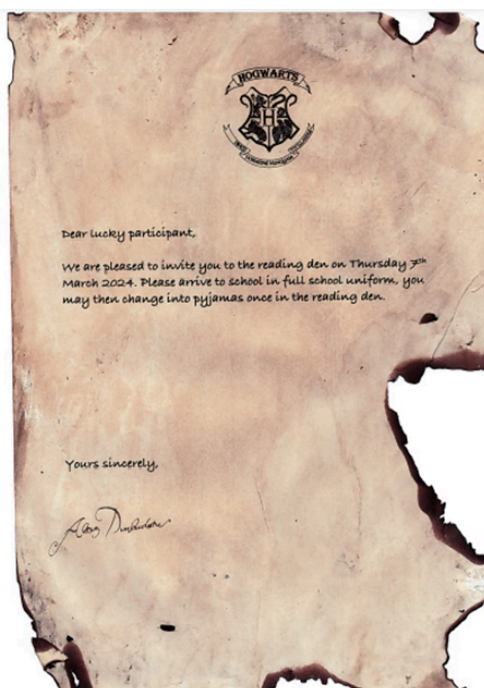 HOGWARTS
Dear lucky participant,
We are pleased to invite you to the reading den on Thursday 7th
March 2024. Please arrive to school in full school uniform, you
may then change into pyjamas once in the reading den.
Yours sincerely,